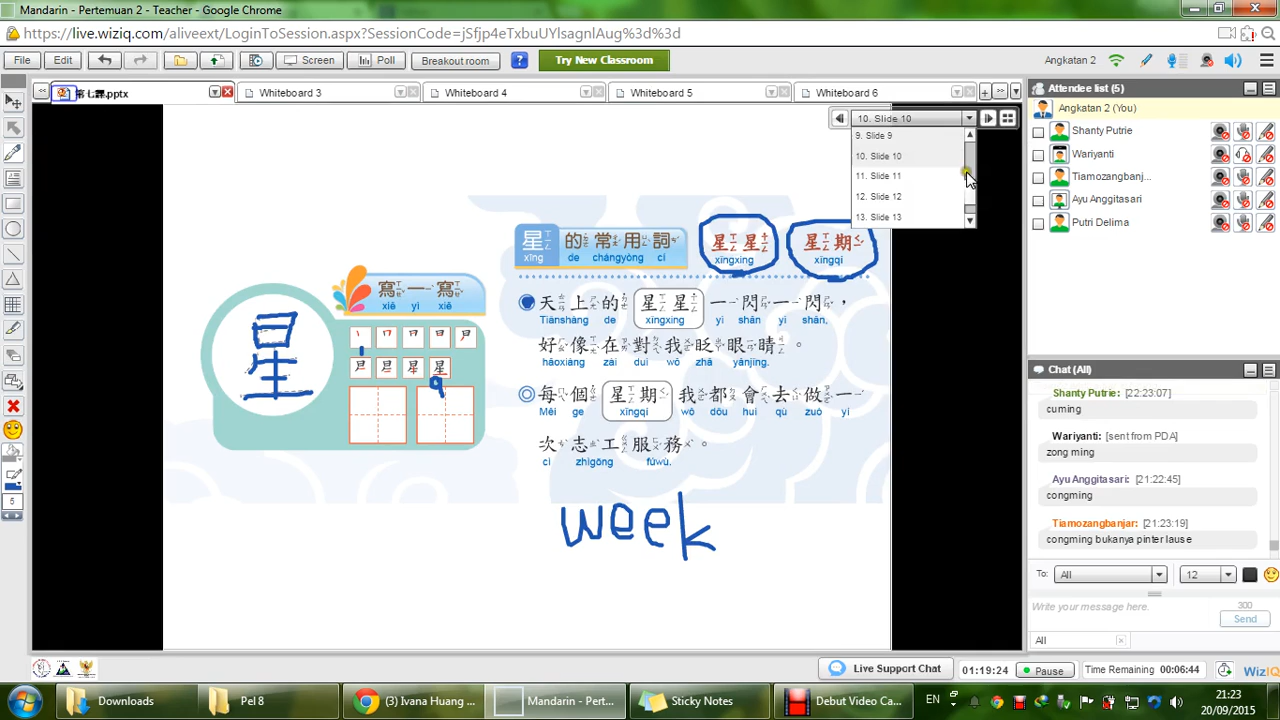 Mandarin - Pertemuan 2 - Teacher - Google Chrome
https://live.wiziq.com/aliveext/LoginToSession.aspx?SessionCode=jSfjp4eTxbuUYlsagnlAug%3d%3d
File Edit Screen Poll Breakout room ? Try New Classroom Angkatan 2
第七課.pptx Whiteboard 3 Whiteboard 4 Whiteboard 5 Whiteboard 6
Attendee list (5)
Angkatan 2 (You)
Shanty Putrie
Wariyanti
Tiamozangbanj...
Ayu Anggitasari
Putri Delima
10. Slide 10
9. Slide 9
10. Slide 10
11. Slide 11
12. Slide 12
13. Slide 13
星 的常用詞 星星 星期
xīng de chángyòng cí xīngxing xīngqí
寫一寫
xiě yi xiě
星
天上的 星星 一閃一閃,
Tiānshàng de xīngxing yì shǎn yì shǎn,
好像在對我眨眼睛。
hǎoxiàng zài duì wǒ zhǎ yǎnjīng.
每個 星期 我都會去做一
Měi ge xīngqí wǒ dōu huì qù zuò yí
次志工服務。
cì zhìgōng fúwù.
week
Chat (All)
Shanty Putrie: (22:23:07)
cuming
Wariyanti: [sent from PDA]
zong ming
Ayu Anggitasari: (21:22:45)
congming
Tiamozangbanjar: (21:23:19)
congming bukanya pinter lause
To: All 12
Write your message here... 300
Send
All
Live Support Chat 01:19:24 Pause Time Remaining 00:06:44 WizIQ
5
Downloads Pel 8 (3) Ivana Huang ... Mandarin - Pertem... Sticky Notes Debut Video Ca... EN 21:23
20/09/2015